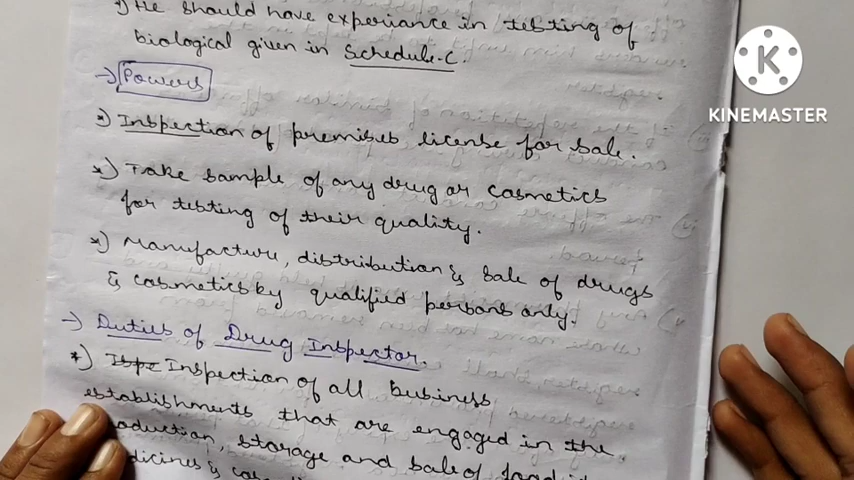 *) He should have experiance in testing of
biological given in Schedule-C.
→ Powers
*) Inspection of premises license for sale.
*) Take sample of any drug or cosmetics
for testing of their quality.
*) Manufacture, distribution & sale of drugs
& cosmetics by qualified persons only.
→ Duties of Drug Inspector.
*) Inspection of all business
establishments that are engaged in the
production, storage and sale of
medicines &
K
KINEMASTER